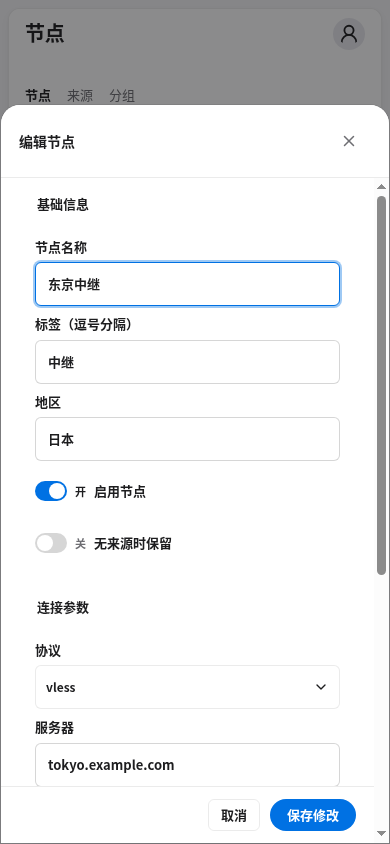 节点
节点 来源 分组
编辑节点
基础信息
节点名称
东京中继
标签（逗号分隔）
中继
地区
日本
开 启用节点
关 无来源时保留
连接参数
协议
vless
服务器
tokyo.example.com
取消 保存修改